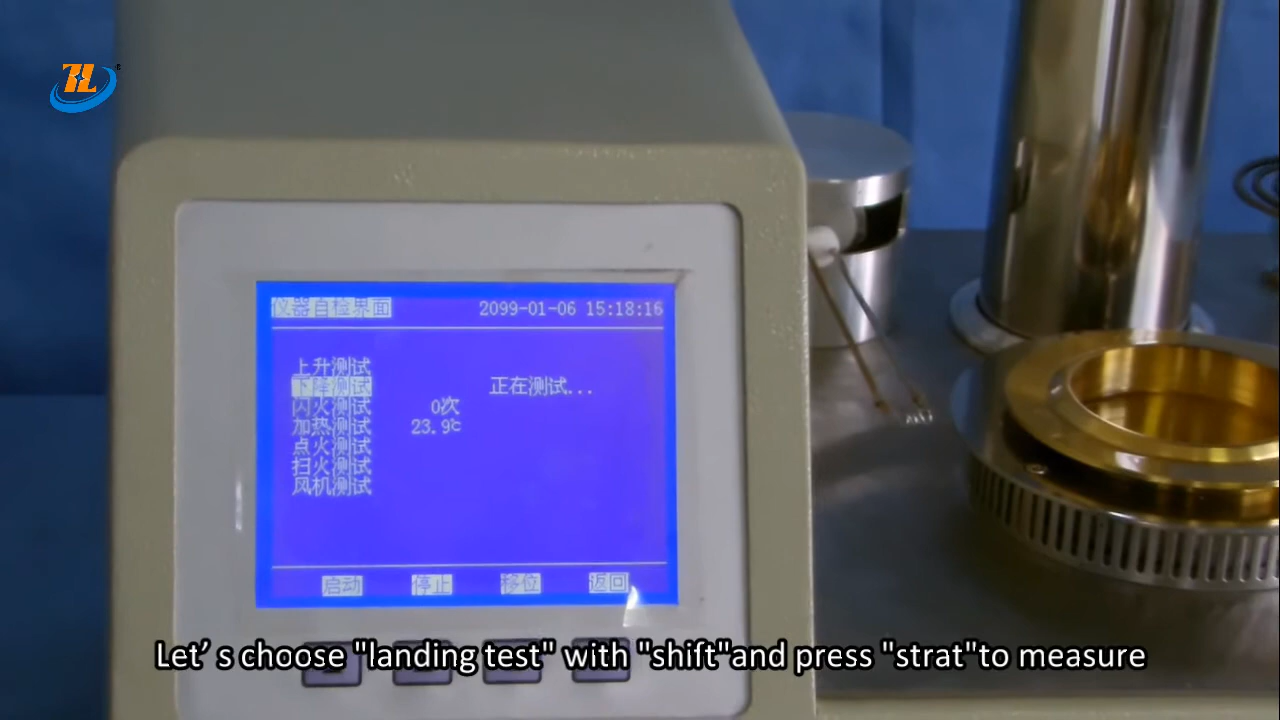 ZL
仪器自检界面 2099-01-06 15:18:16
上升测试
下降测试 正在测试...
闪火测试 0次
加热测试 23.9℃
点火测试
扫火测试
风机测试
启动 停止 移位 返回
Let’s choose "landing test" with "shift"and press "strat"to measure